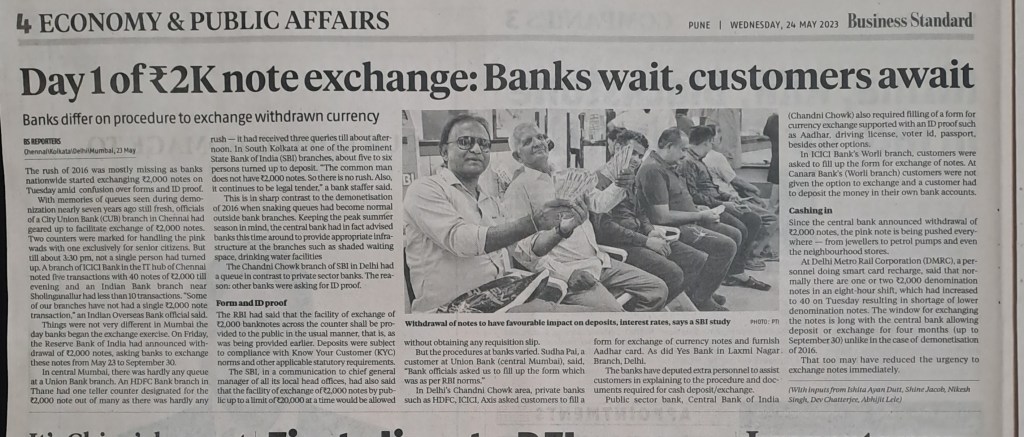 4 ECONOMY & PUBLIC AFFAIRS
PUNE | WEDNESDAY, 24 MAY 2023 Business Standard
Day 1 of ₹2K note exchange: Banks wait, customers await
Banks differ on procedure to exchange withdrawn currency
BS REPORTERS
Chennai/Kolkata/Delhi/Mumbai, 23 May
The rush of 2016 was mostly missing as banks
nationwide started exchanging ₹2,000 notes on
Tuesday amid confusion over forms and ID proof.
With memories of queues seen during demo-
netisation nearly seven years ago still fresh, officials
of a City Union Bank (CUB) branch in Chennai had
geared up to facilitate exchange of ₹2,000 notes.
Two counters were marked for handling the pink
wads with one exclusively for senior citizens. But
till about 3:30 pm, not a single person had turned
up. A branch of ICICI Bank in the IT hub of Chennai
noted five transactions with 40 notes of ₹2,000 till
evening and an Indian Bank branch near
Sholinganallur had less than 10 transactions. "Some
of our branches have not had a single ₹2,000 note
transaction," an Indian Overseas Bank official said.
Things were not very different in Mumbai the
day banks began the exchange exercise. On Friday,
the Reserve Bank of India had announced with-
drawal of ₹2,000 notes, asking banks to exchange
these notes from May 23 to September 30.
In central Mumbai, there was hardly any queue
at a Union Bank branch. An HDFC Bank branch in
Thane had one teller counter designated for the
₹2,000 note out of many as there was hardly any
rush — it had received three queries till about after-
noon. In South Kolkata at one of the prominent
State Bank of India (SBI) branches, about five to six
persons turned up to deposit. "The common man
does not have ₹2,000 notes. So there is no rush. Also,
it continues to be legal tender," a bank staffer said.
This is in sharp contrast to the demonetisation
of 2016 when snaking queues had become normal
outside bank branches. Keeping the peak summer
season in mind, the central bank had in fact advised
banks this time around to provide appropriate infra-
structure at the branches such as shaded waiting
space, drinking water facilities
The Chandni Chowk branch of SBI in Delhi had
a queue in contrast to private sector banks. The rea-
son: other banks were asking for ID proof.
Form and ID proof
The RBI had said that the facility of exchange of
₹2,000 banknotes across the counter shall be pro-
vided to the public in the usual manner, that is, as
was being provided earlier. Deposits were subject
to compliance with Know Your Customer (KYC)
norms and other applicable statutory requirements.
The SBI, in a communication to chief general
manager of all its local head offices, had also said
that the facility of exchange of ₹2,000 notes by pub-
lic up to a limit of ₹20,000 at a time would be allowed
Withdrawal of notes to have favourable impact on deposits, interest rates, says a SBI study PHOTO: PTI
without obtaining any requisition slip.
But the procedures at banks varied. Sudha Pai, a
customer at Union Bank (central Mumbai), said,
"Bank officials asked us to fill up the form which
was as per RBI norms."
In Delhi's Chandni Chowk area, private banks
such as HDFC, ICICI, Axis asked customers to fill a
form for exchange of currency notes and furnish
Aadhar card. As did Yes Bank in Laxmi Nagar
Branch, Delhi.
The banks have deputed extra personnel to assist
customers in explaining to the procedure and doc-
uments required for cash deposit/exchange.
Public sector bank, Central Bank of India
(Chandni Chowk) also required filling of a form for
currency exchange supported with an ID proof such
as Aadhar, driving license, voter id, passport,
besides other options.
In ICICI Bank's Worli branch, customers were
asked to fill up the form for exchange of notes. At
Canara Bank's (Worli branch) customers were not
given the option to exchange and a customer had
to deposit the money in their own bank accounts.
Cashing in
Since the central bank announced withdrawal of
₹2,000 notes, the pink note is being pushed every-
where — from jewellers to petrol pumps and even
the neighbourhood stores.
At Delhi Metro Rail Corporation (DMRC), a per-
sonnel doing smart card recharge, said that nor-
mally there are one or two ₹2,000 denomination
notes in an eight-hour shift, which had increased
to 40 on Tuesday resulting in shortage of lower
denomination notes. The window for exchanging
the notes is long with the central bank allowing
deposit or exchange for four months (up to
September 30) unlike in the case of demonetisation
of 2016.
That too may have reduced the urgency to
exchange notes immediately.
(With inputs from Ishita Ayan Dutt, Shine Jacob, Nikesh
Singh, Dev Chatterjee, Abhijit Lele)